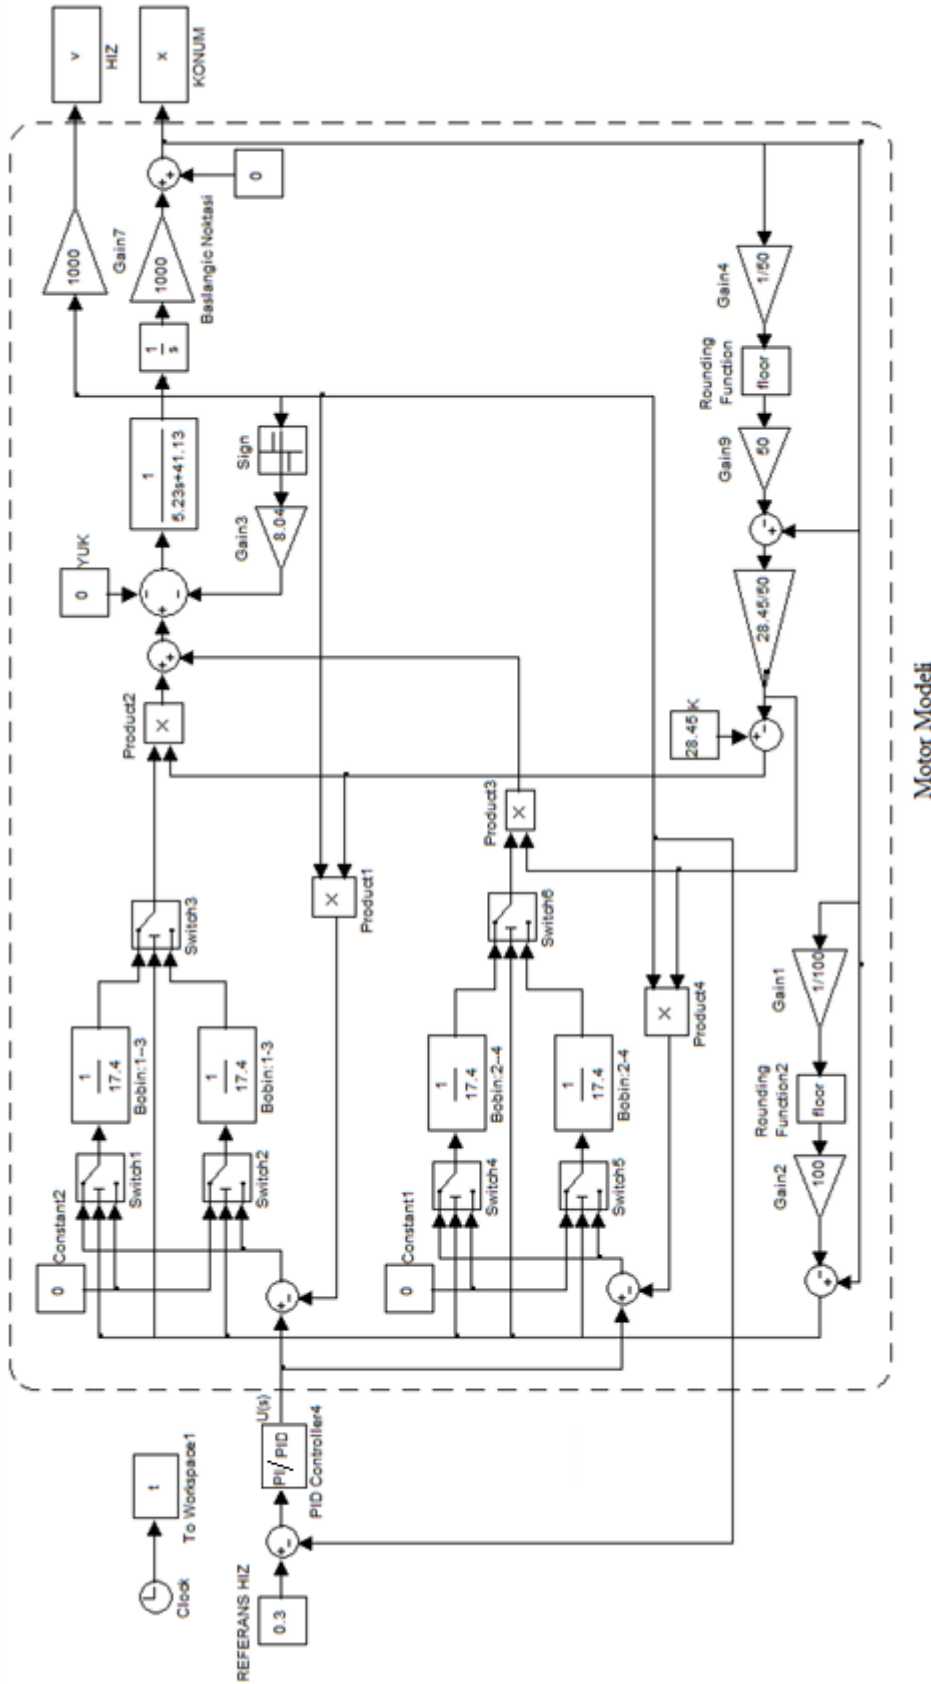 v
HIZ
x
KONUM
1000
Gain7
1000
Baslangic Noktasi
0
1
s
1
5.23s+41.13
0
YUK
Sign
8.04
Gain3
Gain4
1/50
Rounding
Function
floor
Gain9
50
28.45/50
28.45
K
Product2
X
Product3
X
Product1
X
Product4
X
Switch3
Switch6
1
17.4
Bobin:1--3
1
17.4
Bobin:1-3
1
17.4
Bobin:2--4
1
17.4
Bobin:2-4
Switch1
Switch2
Switch4
Switch5
Constant2
0
Constant1
0
Gain1
1/100
Rounding
Function2
floor
Gain2
100
U(s)
PI/ PID
PID Controller4
t
To Workspace1
Clock
REFERANS HIZ
0.3
Motor Modeli